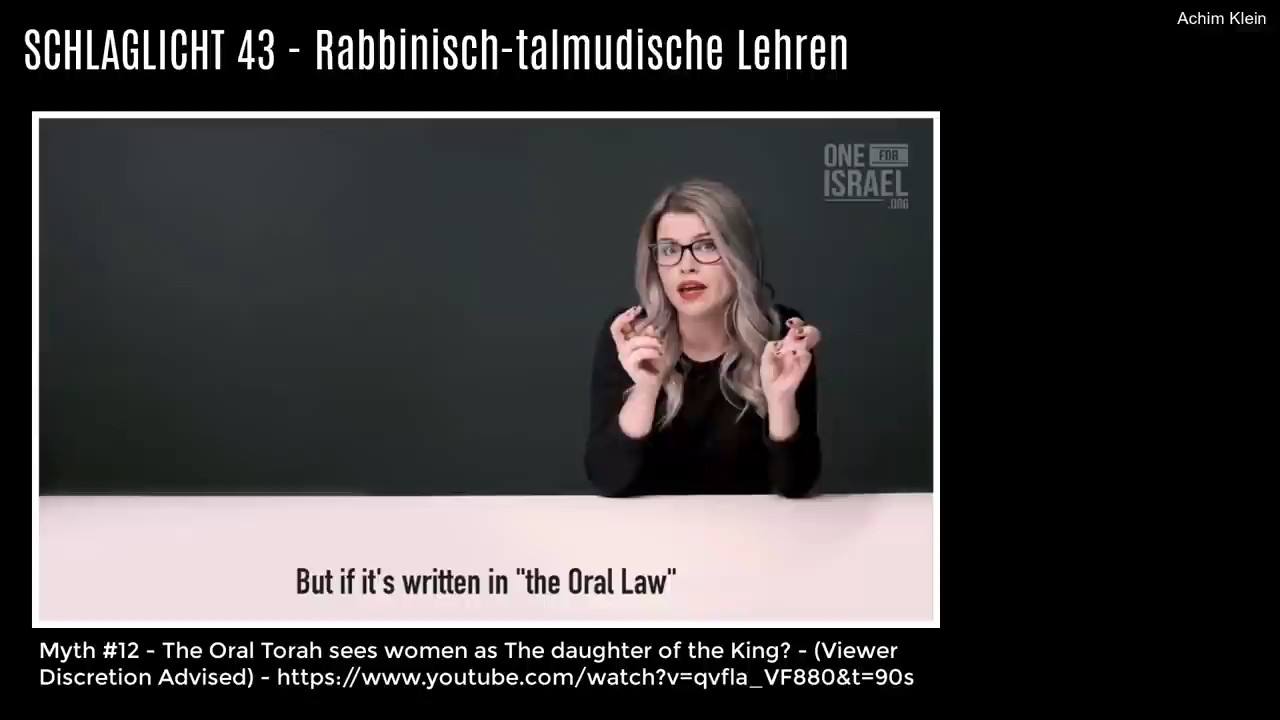 Achim Klein
SCHLAGLICHT 43 - Rabbinisch-talmudische Lehren
ONE FOR
ISRAEL
.ORG
But if it's written in "the Oral Law"
Myth #12 - The Oral Torah sees women as The daughter of the King? - (Viewer
Discretion Advised) - https://www.youtube.com/watch?v=qvfla_VF880&t=90s